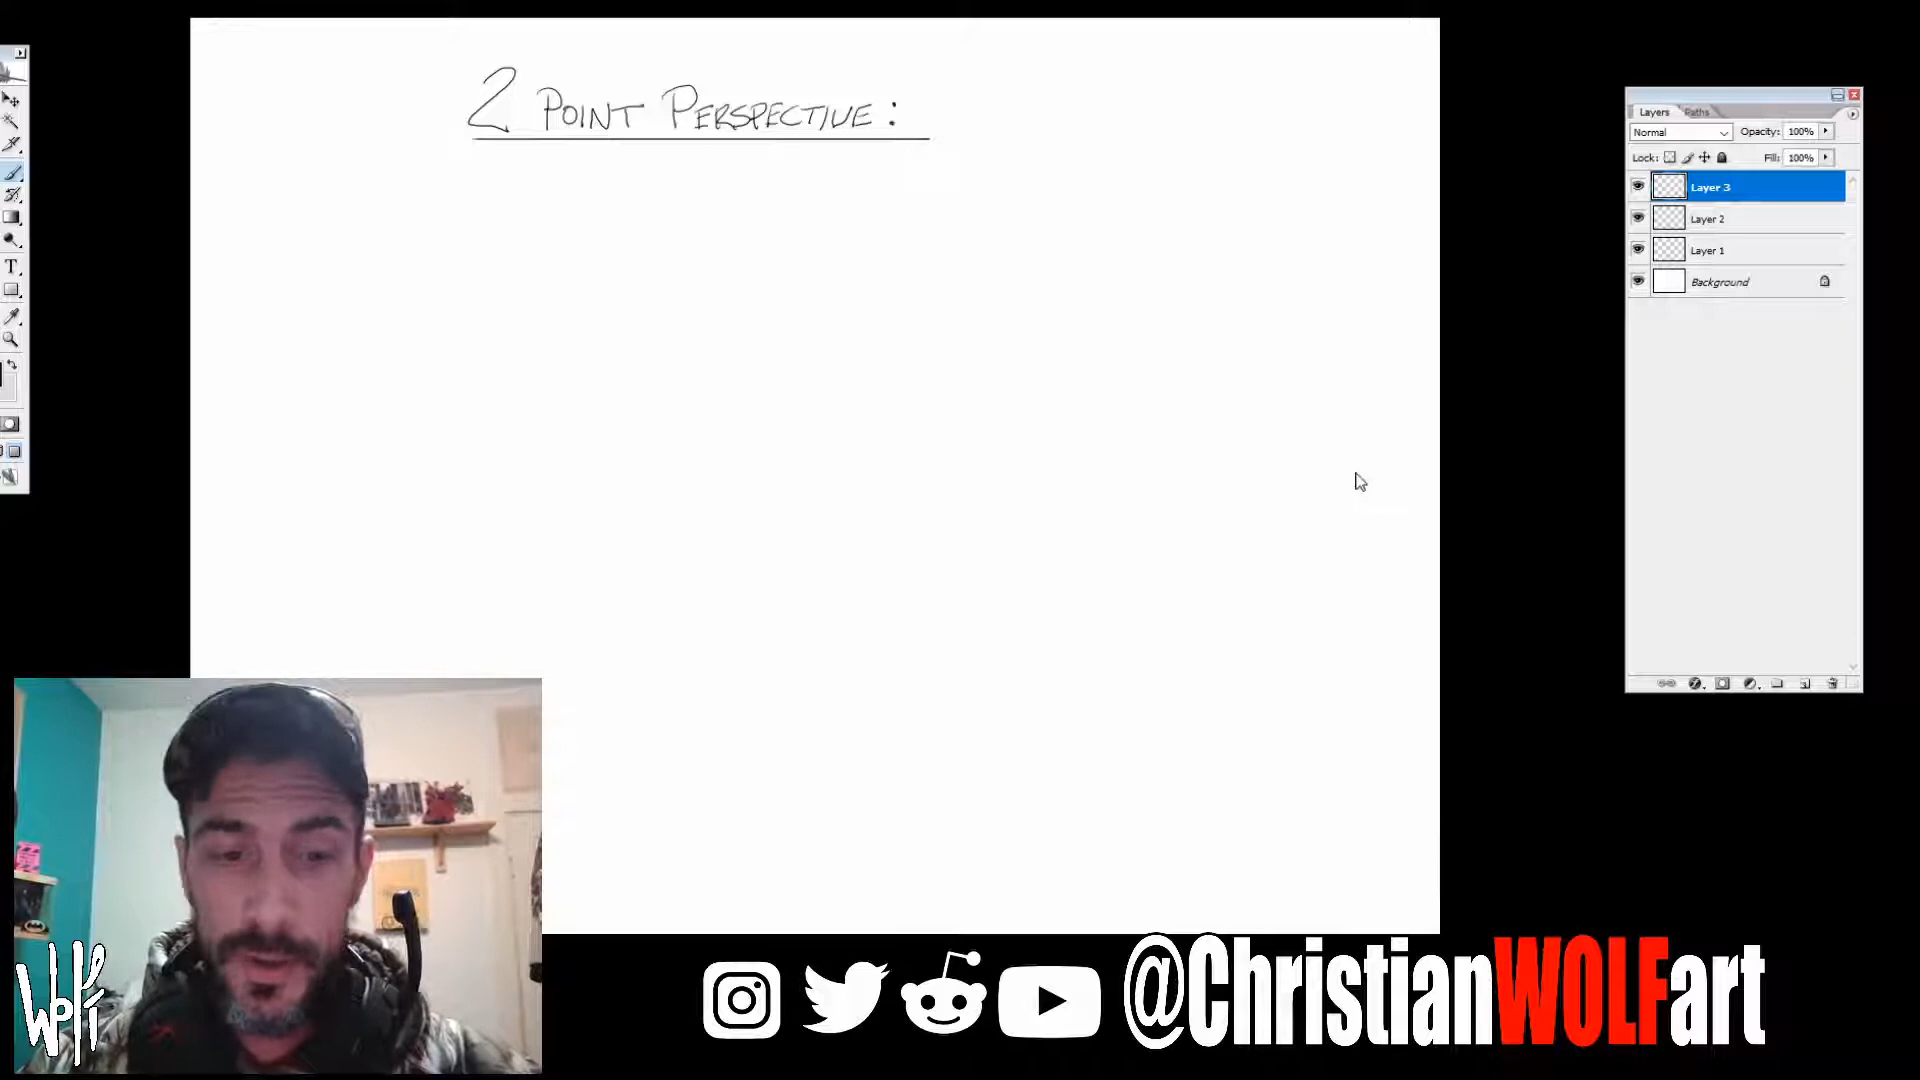 2 POINT PERSPECTIVE:
Layers Paths
Normal Opacity: 100%
Lock: Fill: 100%
Layer 3
Layer 2
Layer 1
Background
T
@ChristianWOLFart